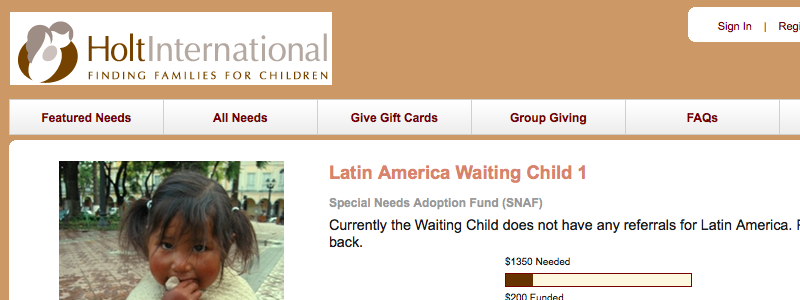 Sign In | Regi
HoltInternational
FINDING FAMILIES FOR CHILDREN
Featured Needs
All Needs
Give Gift Cards
Group Giving
FAQs
Latin America Waiting Child 1
Special Needs Adoption Fund (SNAF)
Currently the Waiting Child does not have any referrals for Latin America.
back.
$1350 Needed
$200 Funded